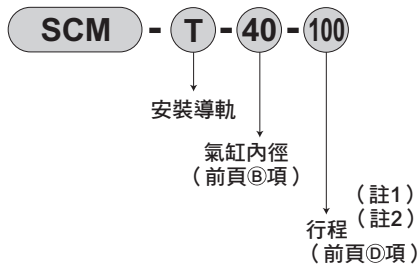 SCM - T - 40 - 100
安裝導軌
氣缸內徑
（前頁Ⓑ項）
（註1）
行程（註2）
（前頁Ⓓ項）